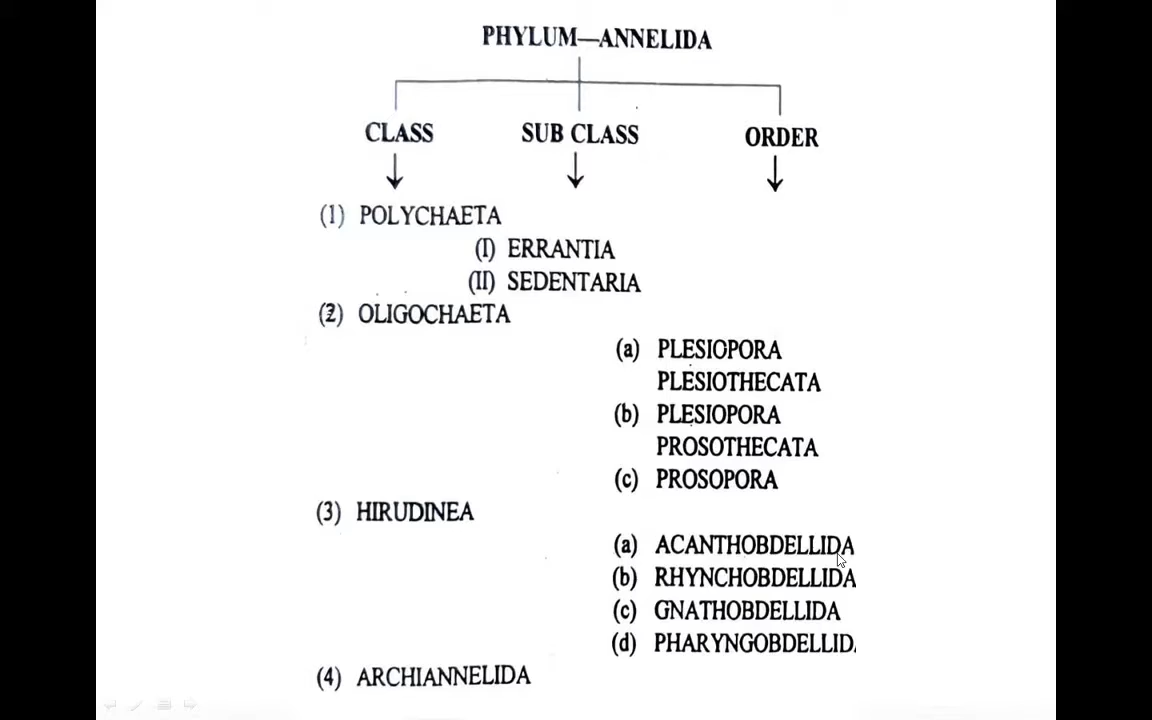 PHYLUM—ANNELIDA
CLASS SUB CLASS ORDER
(1) POLYCHAETA
(I) ERRANTIA
(II) SEDENTARIA
(2) OLIGOCHAETA
(a) PLESIOPORA
PLESIOTHECATA
(b) PLESIOPORA
PROSOTHECATA
(c) PROSOPORA
(3) HIRUDINEA
(a) ACANTHOBDELLIDA
(b) RHYNCHOBDELLIDA
(c) GNATHOBDELLIDA
(d) PHARYNGOBDELLID
(4) ARCHIANNELIDA